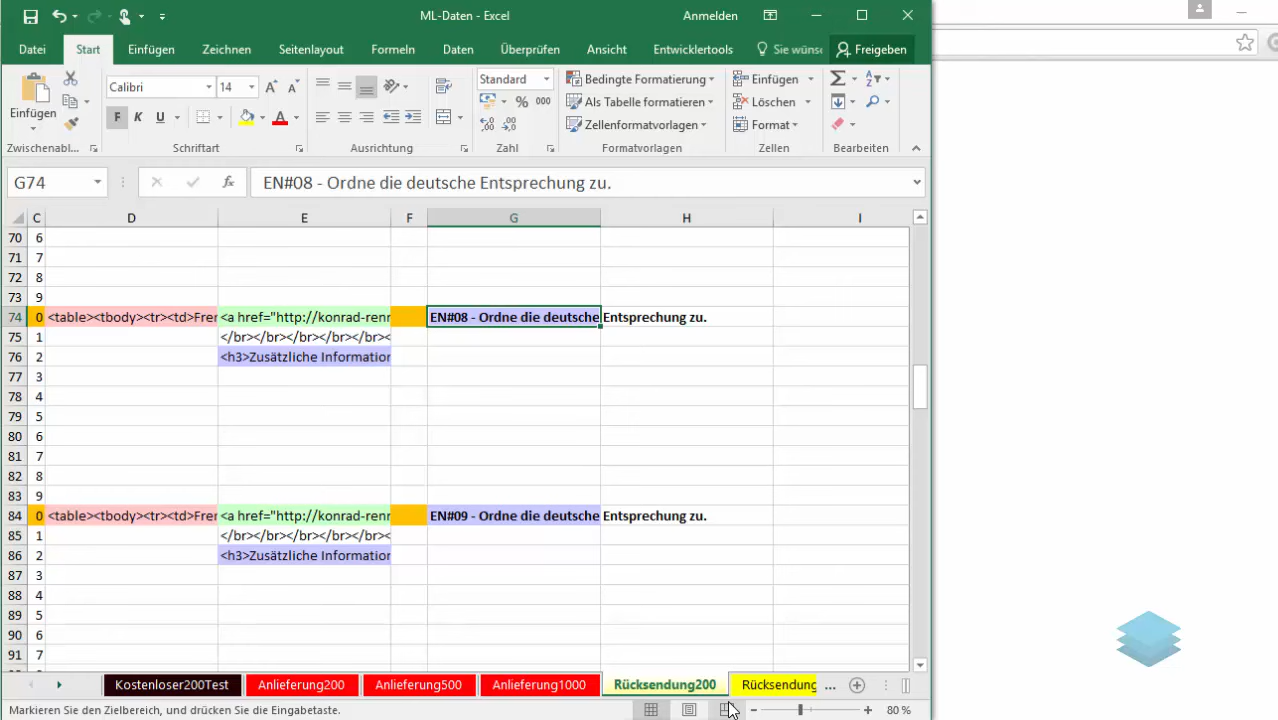 ML-Daten - Excel
Anmelden
Datei Start Einfügen Zeichnen Seitenlayout Formeln Daten Überprüfen Ansicht Entwicklertools Sie wünsc Freigeben
Einfügen
Zwischenabl...
Calibri 14
F K U
Schriftart
Ausrichtung
Standard
% 000
Zahl
Bedingte Formatierung
Als Tabelle formatieren
Zellenformatvorlagen
Formatvorlagen
Einfügen
Löschen
Format
Zellen
Bearbeiten
G74 fx EN#08 - Ordne die deutsche Entsprechung zu.
C D E F G H I
70 6
71 7
72 8
73 9
74 0 <table><tbody><tr><td>Frer <a href="http://konrad-renr EN#08 - Ordne die deutsche Entsprechung zu.
75 1 </br></br></br></br></br><
76 2 <h3>Zusätzliche Information
77 3
78 4
79 5
80 6
81 7
82 8
83 9
84 0 <table><tbody><tr><td>Frer <a href="http://konrad-renr EN#09 - Ordne die deutsche Entsprechung zu.
85 1 </br></br></br></br></br><
86 2 <h3>Zusätzliche Information
87 3
88 4
89 5
90 6
91 7
Kostenloser200Test Anlieferung200 Anlieferung500 Anlieferung1000 Rücksendung200 Rücksendung ...
Markieren Sie den Zielbereich, und drücken Sie die Eingabetaste.
80 %